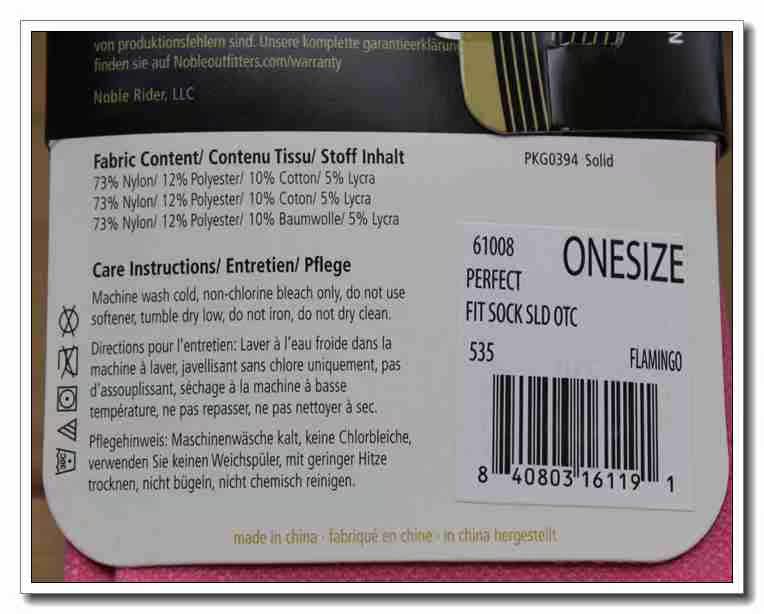 von produktionsfehlern sind. Unsere komplette garantieerklärung
finden sie auf Nobleoutfitters.com/warranty
Noble Rider, LLC
Fabric Content/ Contenu Tissu/ Stoff Inhalt
73% Nylon/ 12% Polyester/ 10% Cotton/ 5% Lycra
73% Nylon/ 12% Polyester/ 10% Coton/ 5% Lycra
73% Nylon/ 12% Polyester/ 10% Baumwolle/ 5% Lycra
PKG0394 Solid
Care Instructions/ Entretien/ Pflege
Machine wash cold, non-chlorine bleach only, do not use
softener, tumble dry low, do not iron, do not dry clean.
Directions pour l'entretien: Laver à l'eau froide dans la
machine à laver, javellisant sans chlore uniquement, pas
d'assouplissant, séchage à la machine à basse
température, ne pas repasser, ne pas nettoyer à sec.
Pflegehinweis: Maschinenwäsche kalt, keine Chlorbleiche,
verwenden Sie keinen Weichspüler, mit geringer Hitze
trocknen, nicht bügeln, nicht chemisch reinigen.
61008 ONESIZE
PERFECT
FIT SOCK SLD OTC
535 FLAMINGO
8 40803 16119 1
made in china · fabriqué en chine · in china hergestellt